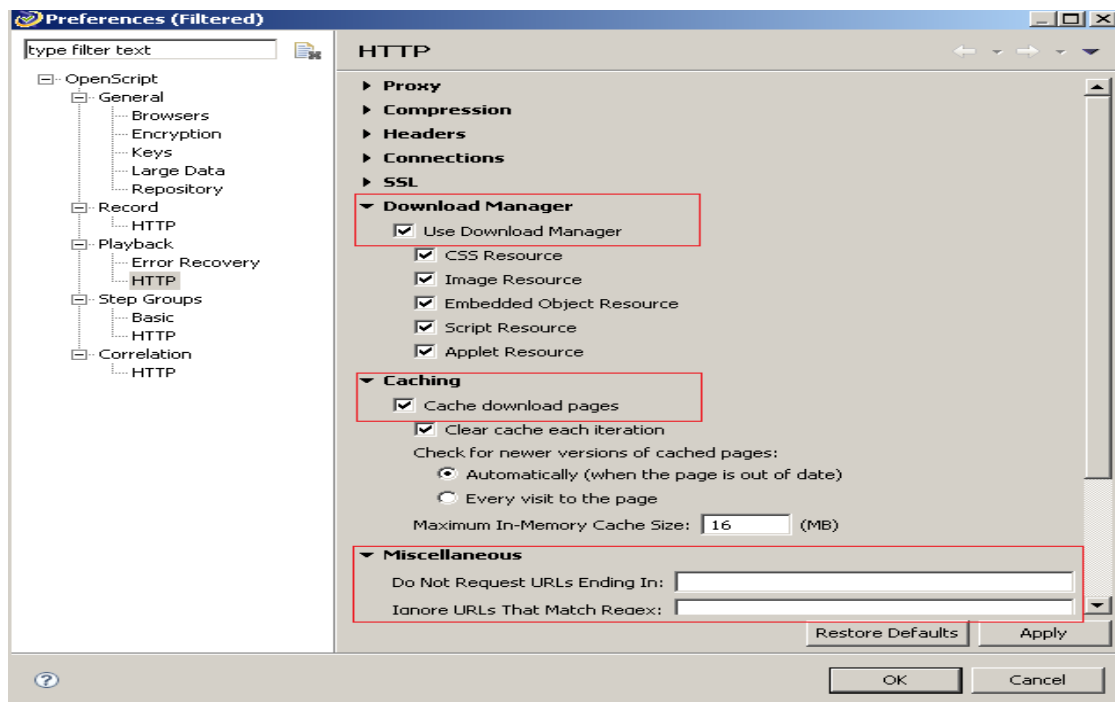 Preferences (Filtered)
type filter text
OpenScript
General
Browsers
Encryption
Keys
Large Data
Repository
Record
HTTP
Playback
Error Recovery
HTTP
Step Groups
Basic
HTTP
Correlation
HTTP
HTTP
Proxy
Compression
Headers
Connections
SSL
Download Manager
Use Download Manager
CSS Resource
Image Resource
Embedded Object Resource
Script Resource
Applet Resource
Caching
Cache download pages
Clear cache each iteration
Check for newer versions of cached pages:
Automatically (when the page is out of date)
Every visit to the page
Maximum In-Memory Cache Size: 16 (MB)
Miscellaneous
Do Not Request URLs Ending In:
Ignore URLs That Match Regex:
Restore Defaults Apply
? OK Cancel